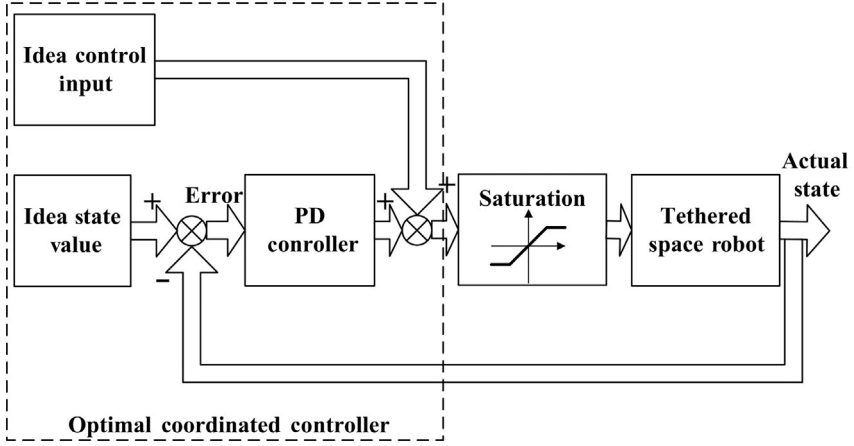 Idea control
input
Idea state
value
+
Error
−
PD
conroller
+
+
Saturation
Tethered
space robot
Actual
state
Optimal coordinated controller